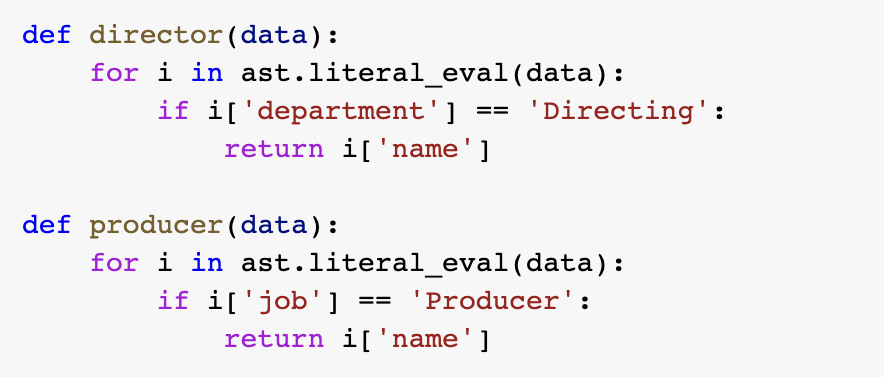 def director(data):
    for i in ast.literal_eval(data):
        if i['department'] == 'Directing':
            return i['name']

def producer(data):
    for i in ast.literal_eval(data):
        if i['job'] == 'Producer':
            return i['name']